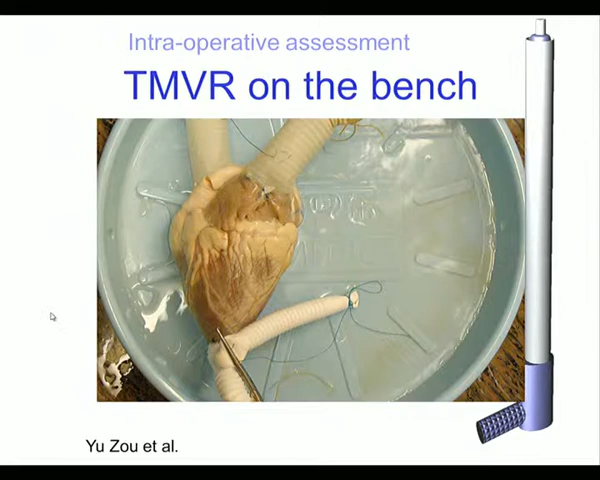 Intra-operative assessment
TMVR on the bench
Yu Zou et al.